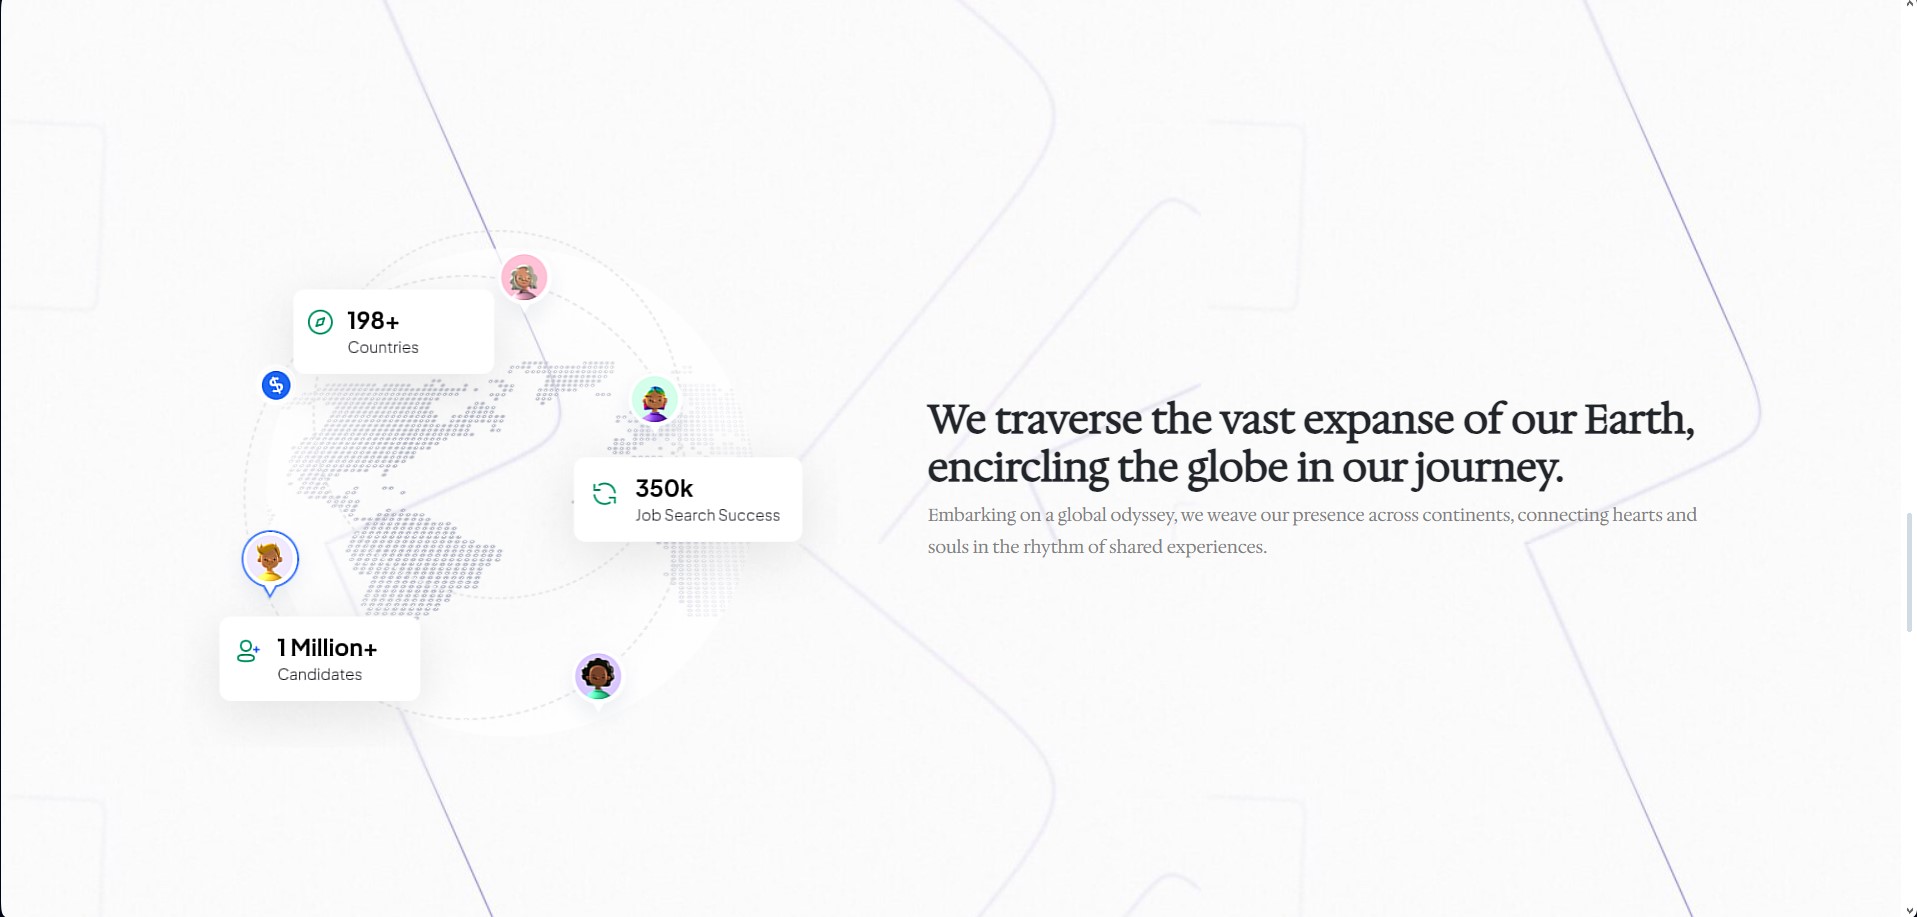 198+
Countries
350k
Job Search Success
1 Million+
Candidates
We traverse the vast expanse of our Earth,
encircling the globe in our journey.
Embarking on a global odyssey, we weave our presence across continents, connecting hearts and
souls in the rhythm of shared experiences.